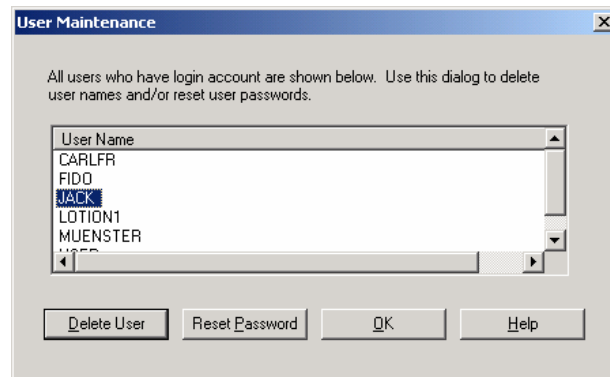 User Maintenance
All users who have login account are shown below. Use this dialog to delete
user names and/or reset user passwords.
User Name
CARLFR
FIDO
JACK
LOTION1
MUENSTER
Delete User
Reset Password
OK
Help